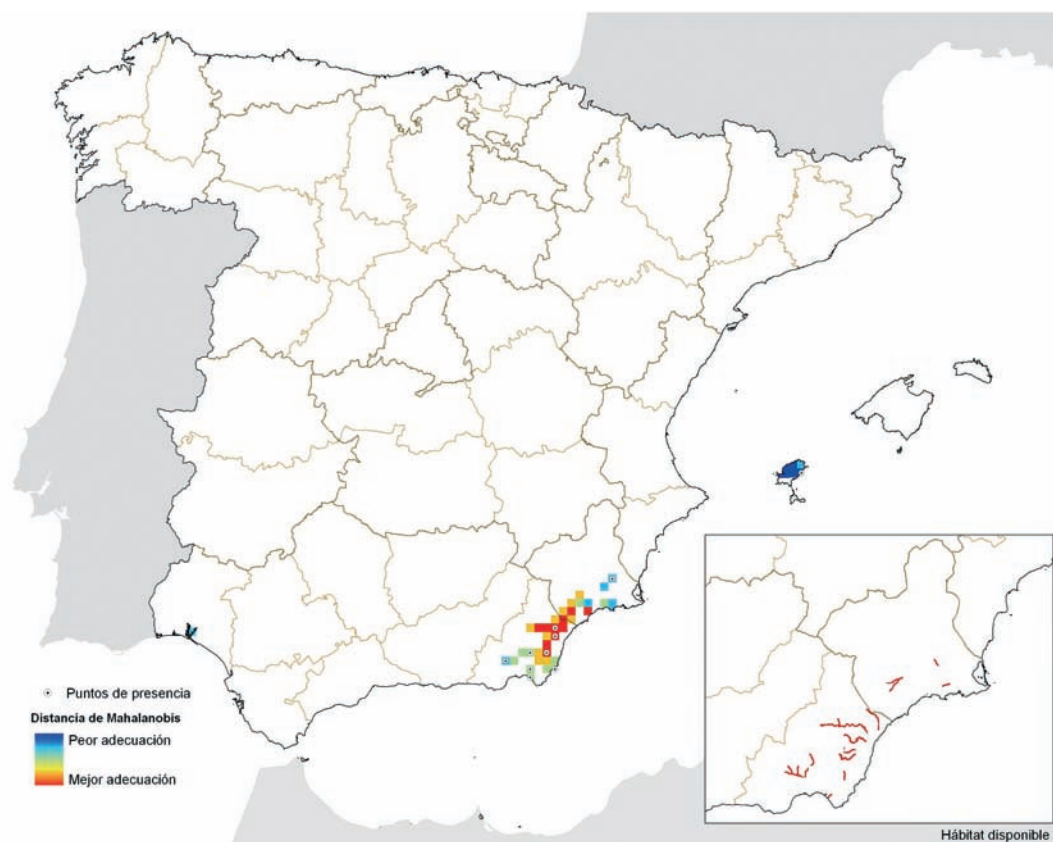 Puntos de presencia
Distancia de Mahalanobis
Peor adecuación
Mejor adecuación
Hábitat disponible